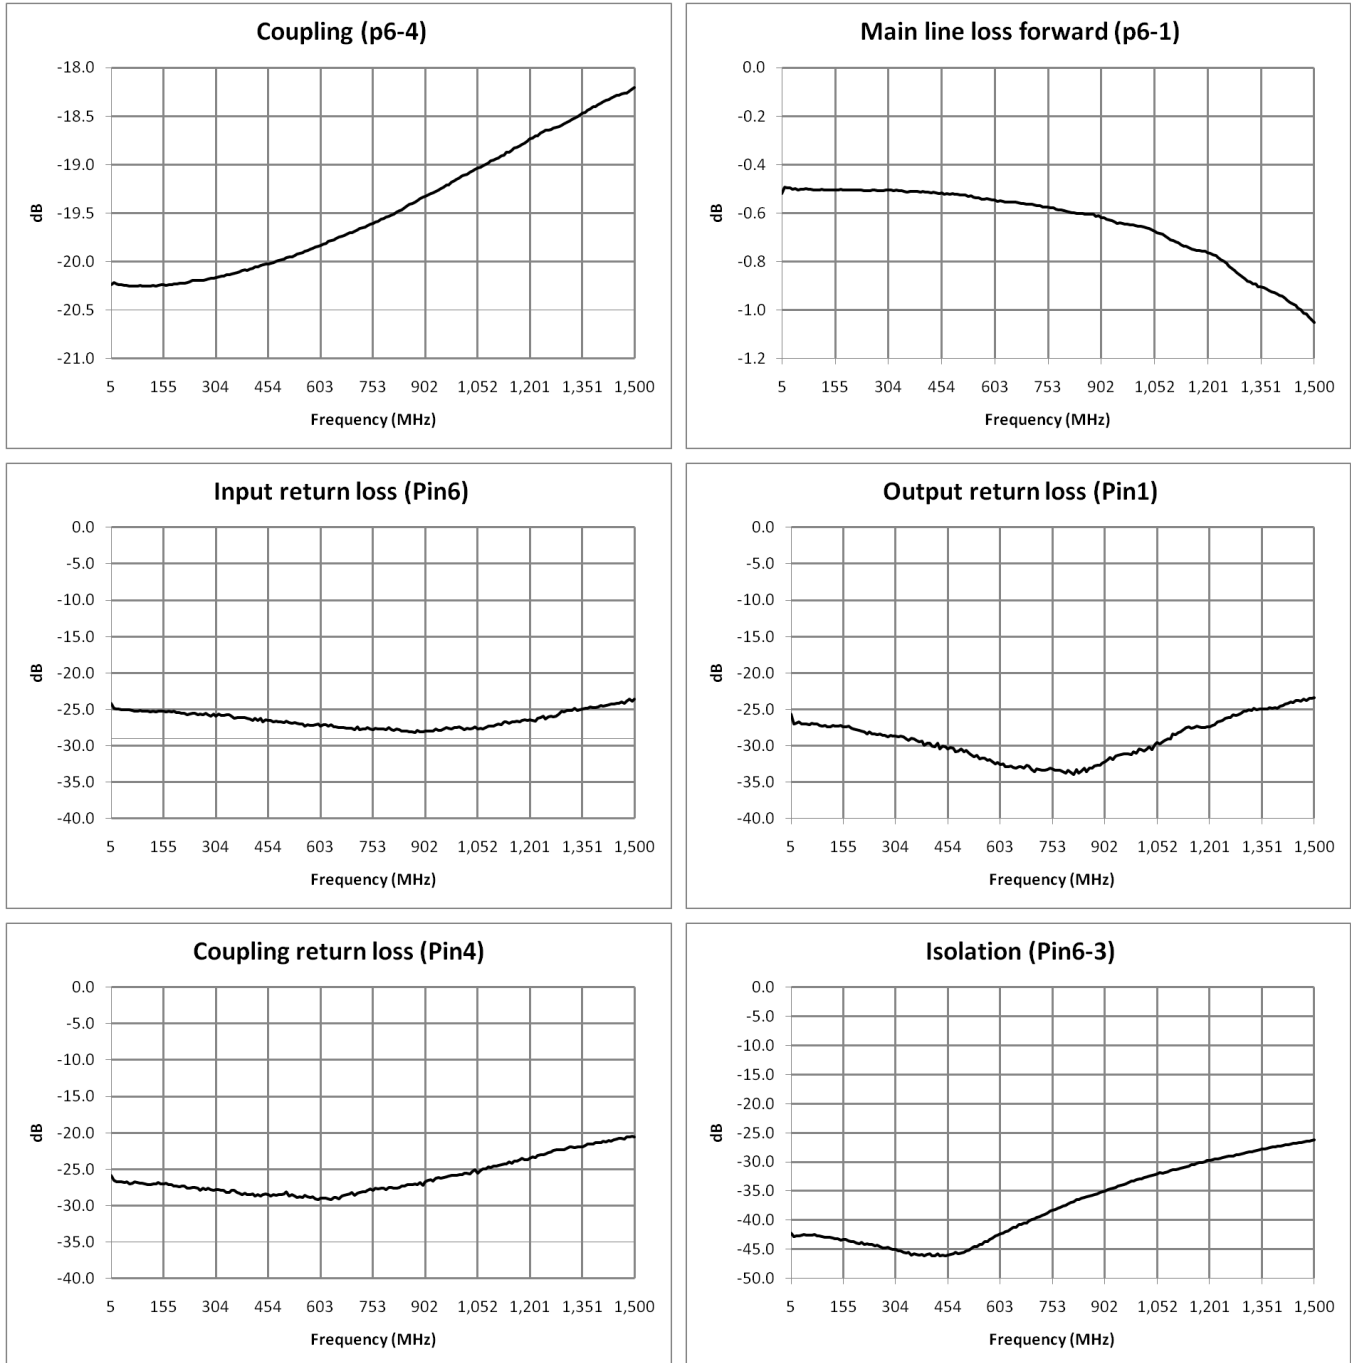 Coupling (p6-4)
-18.0
-18.5
-19.0
-19.5
-20.0
-20.5
-21.0
dB
5 155 304 454 603 753 902 1,052 1,201 1,351 1,500
Frequency (MHz)
Main line loss forward (p6-1)
0.0
-0.2
-0.4
-0.6
-0.8
-1.0
-1.2
dB
5 155 304 454 603 753 902 1,052 1,201 1,351 1,500
Frequency (MHz)
Input return loss (Pin6)
0.0
-5.0
-10.0
-15.0
-20.0
-25.0
-30.0
-35.0
-40.0
dB
5 155 304 454 603 753 902 1,052 1,201 1,351 1,500
Frequency (MHz)
Output return loss (Pin1)
0.0
-5.0
-10.0
-15.0
-20.0
-25.0
-30.0
-35.0
-40.0
dB
5 155 304 454 603 753 902 1,052 1,201 1,351 1,500
Frequency (MHz)
Coupling return loss (Pin4)
0.0
-5.0
-10.0
-15.0
-20.0
-25.0
-30.0
-35.0
-40.0
dB
5 155 304 454 603 753 902 1,052 1,201 1,351 1,500
Frequency (MHz)
Isolation (Pin6-3)
0.0
-5.0
-10.0
-15.0
-20.0
-25.0
-30.0
-35.0
-40.0
-45.0
-50.0
dB
5 155 304 454 603 753 902 1,052 1,201 1,351 1,500
Frequency (MHz)